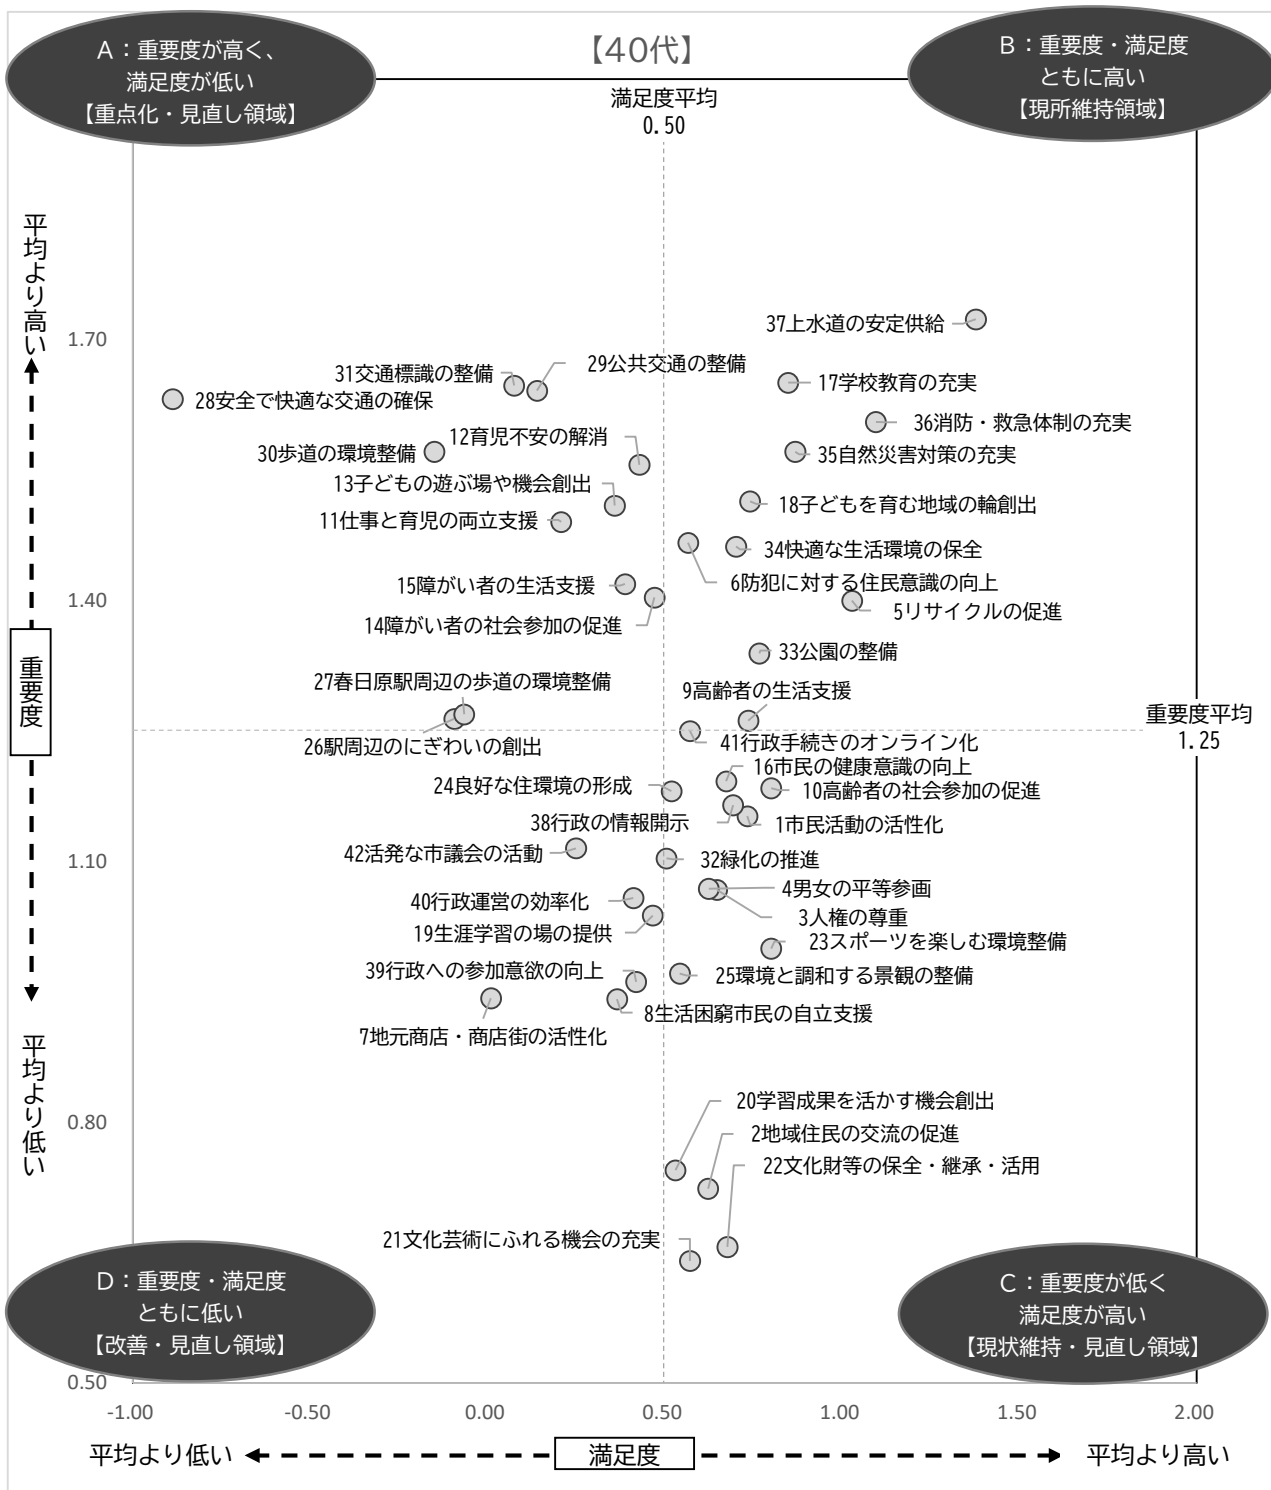 【40代】
A：重要度が高く、
満足度が低い
【重点化・見直し領域】
B：重要度・満足度
ともに高い
【現所維持領域】
満足度平均
0.50
平均より高い
重要度
平均より低い
1.70
1.40
1.10
0.80
0.50
37上水道の安定供給
31交通標識の整備
29公共交通の整備
17学校教育の充実
28安全で快適な交通の確保
36消防・救急体制の充実
12育児不安の解消
30歩道の環境整備
35自然災害対策の充実
13子どもの遊ぶ場や機会創出
18子どもを育む地域の輪創出
11仕事と育児の両立支援
34快適な生活環境の保全
15障がい者の生活支援
6防犯に対する住民意識の向上
5リサイクルの促進
14障がい者の社会参加の促進
33公園の整備
27春日原駅周辺の歩道の環境整備
9高齢者の生活支援
重要度平均
1.25
26駅周辺のにぎわいの創出
41行政手続きのオンライン化
16市民の健康意識の向上
24良好な住環境の形成
10高齢者の社会参加の促進
38行政の情報開示
1市民活動の活性化
42活発な市議会の活動
32緑化の推進
4男女の平等参画
40行政運営の効率化
3人権の尊重
19生涯学習の場の提供
23スポーツを楽しむ環境整備
39行政への参加意欲の向上
25環境と調和する景観の整備
8生活困窮市民の自立支援
7地元商店・商店街の活性化
20学習成果を活かす機会創出
2地域住民の交流の促進
22文化財等の保全・継承・活用
21文化芸術にふれる機会の充実
D：重要度・満足度
ともに低い
【改善・見直し領域】
C：重要度が低く
満足度が高い
【現状維持・見直し領域】
-1.00
-0.50
0.00
0.50
1.00
1.50
2.00
平均より低い
満足度
平均より高い